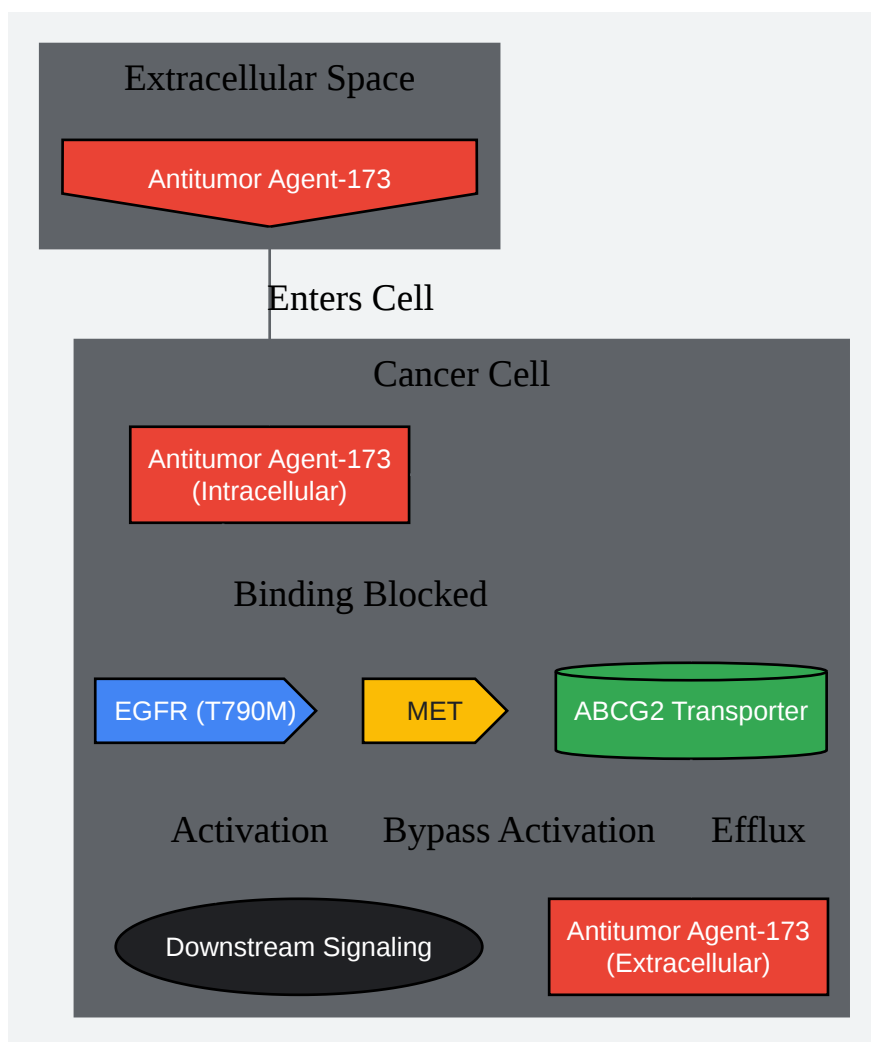 Extracellular Space
Antitumor Agent-173
Enters Cell
Cancer Cell
Antitumor Agent-173
(Intracellular)
Binding Blocked
EGFR (T790M)
MET
ABCG2 Transporter
Activation
Bypass Activation
Efflux
Downstream Signaling
Antitumor Agent-173
(Extracellular)